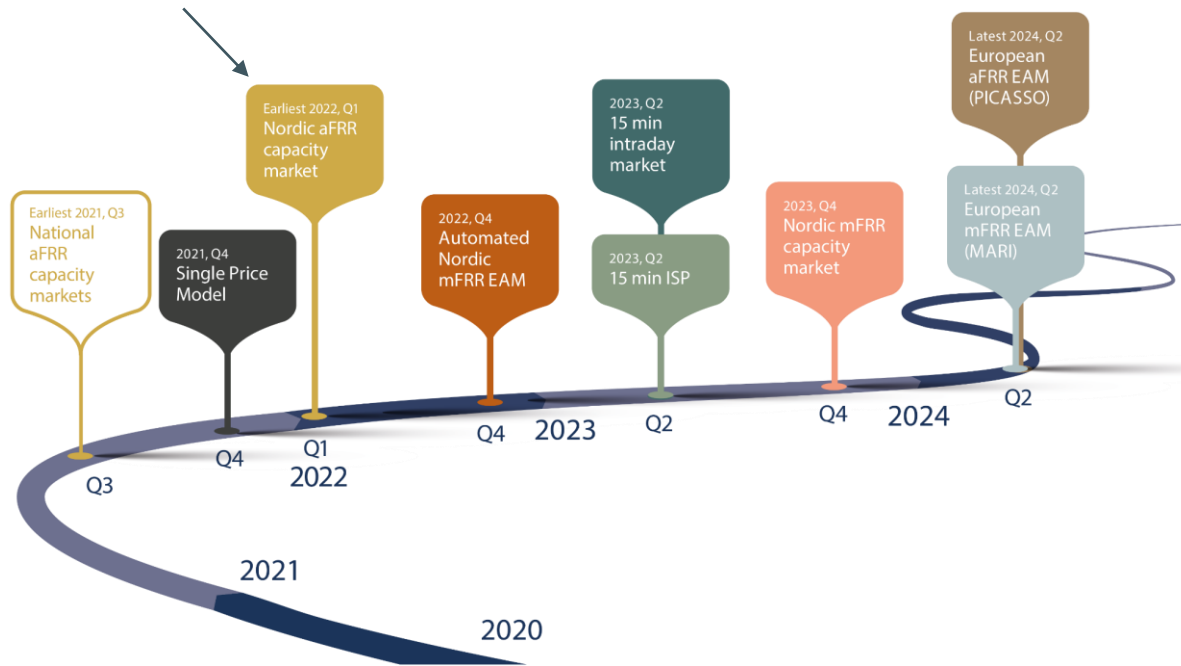 Earliest 2021, Q3
National
aFRR
capacity
markets
2021, Q4
Single Price
Model
Earliest 2022, Q1
Nordic aFRR
capacity
market
2022, Q4
Automated
Nordic
mFRR EAM
2023, Q2
15 min
intraday
market
2023, Q2
15 min ISP
2023, Q4
Nordic mFRR
capacity
market
Latest 2024, Q2
European
aFRR EAM
(PICASSO)
Latest 2024, Q2
European
mFRR EAM
(MARI)
Q3
Q4
Q1
2022
Q4
2023
Q2
Q4
2024
Q2
2021
2020